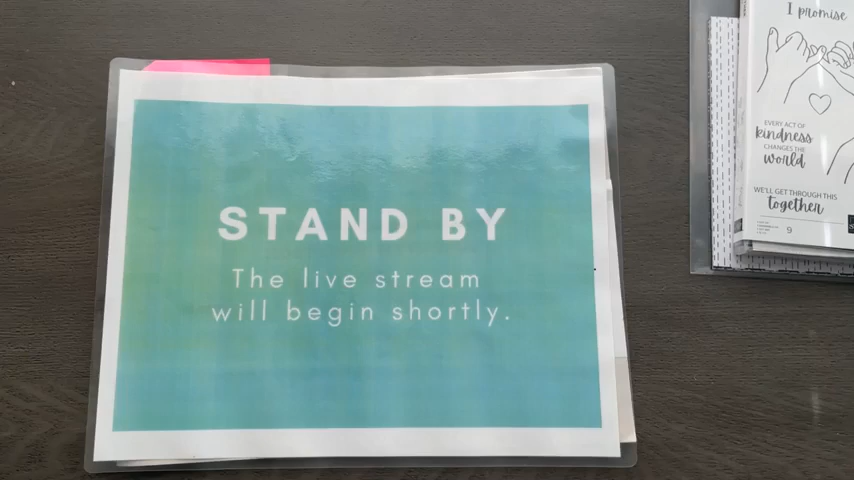 STAND BY
The live stream
will begin shortly.
I promise
EVERY ACT OF
kindness
CHANGES THE
world
WE'LL GET THROUGH THIS
together
9